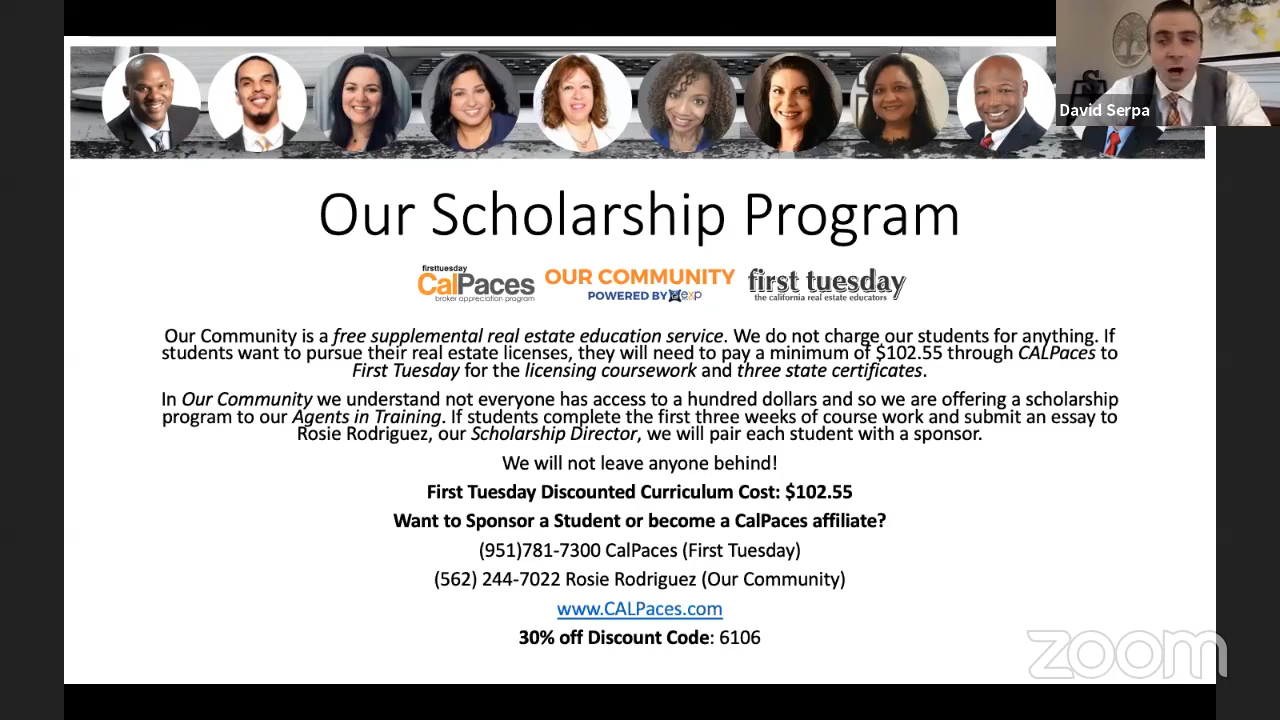 David Serpa
Our Scholarship Program
firsttuesday
CalPaces
broker appreciation program
OUR COMMUNITY
POWERED BY eXp
first tuesday
the california real estate educators
Our Community is a free supplemental real estate education service. We do not charge our students for anything. If
students want to pursue their real estate licenses, they will need to pay a minimum of $102.55 through CALPaces to
First Tuesday for the licensing coursework and three state certificates.
In Our Community we understand not everyone has access to a hundred dollars and so we are offering a scholarship
program to our Agents in Training. If students complete the first three weeks of course work and submit an essay to
Rosie Rodriguez, our Scholarship Director, we will pair each student with a sponsor.
We will not leave anyone behind!
First Tuesday Discounted Curriculum Cost: $102.55
Want to Sponsor a Student or become a CalPaces affiliate?
(951)781-7300 CalPaces (First Tuesday)
(562) 244-7022 Rosie Rodriguez (Our Community)
www.CALPaces.com
30% off Discount Code: 6106
zoom